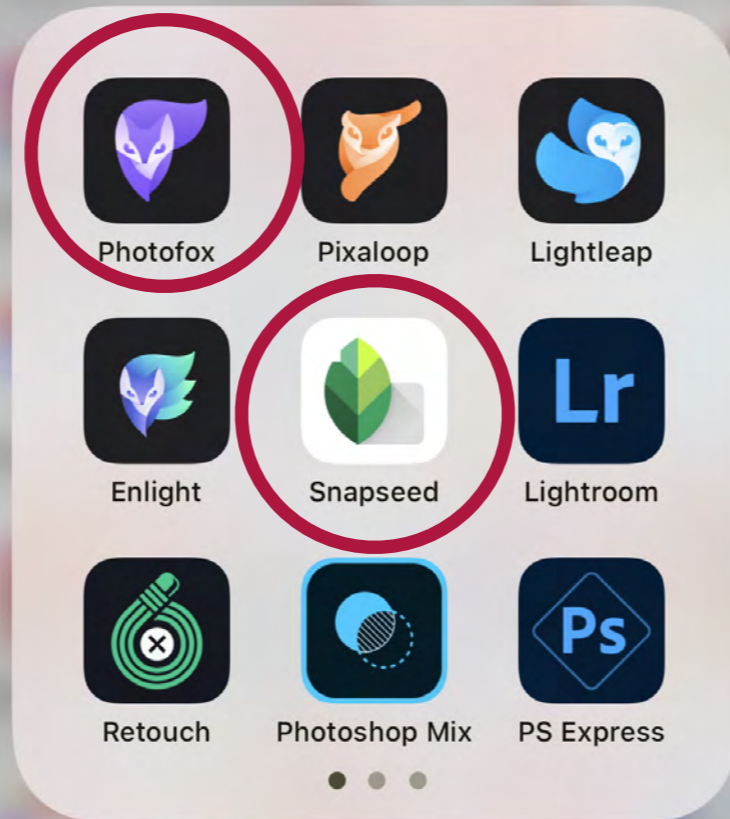 Photofox Pixaloop Lightleap
Enlight Snapseed Lr Lightroom
Retouch Photoshop Mix Ps PS Express